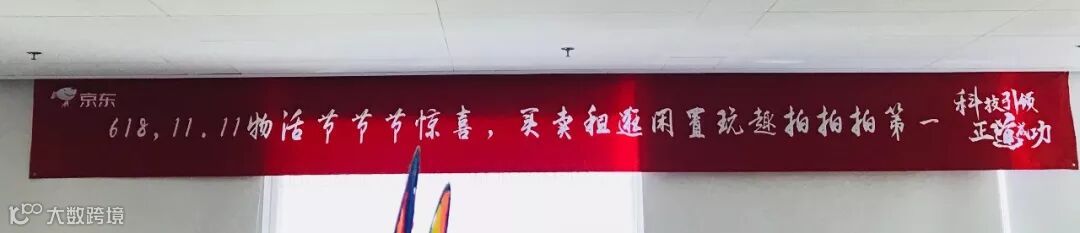 京东
618,11.11物活节节节惊喜,买卖租逛闲置玩趣拍拍拍第一
科技引领
正道成功
大数跨境